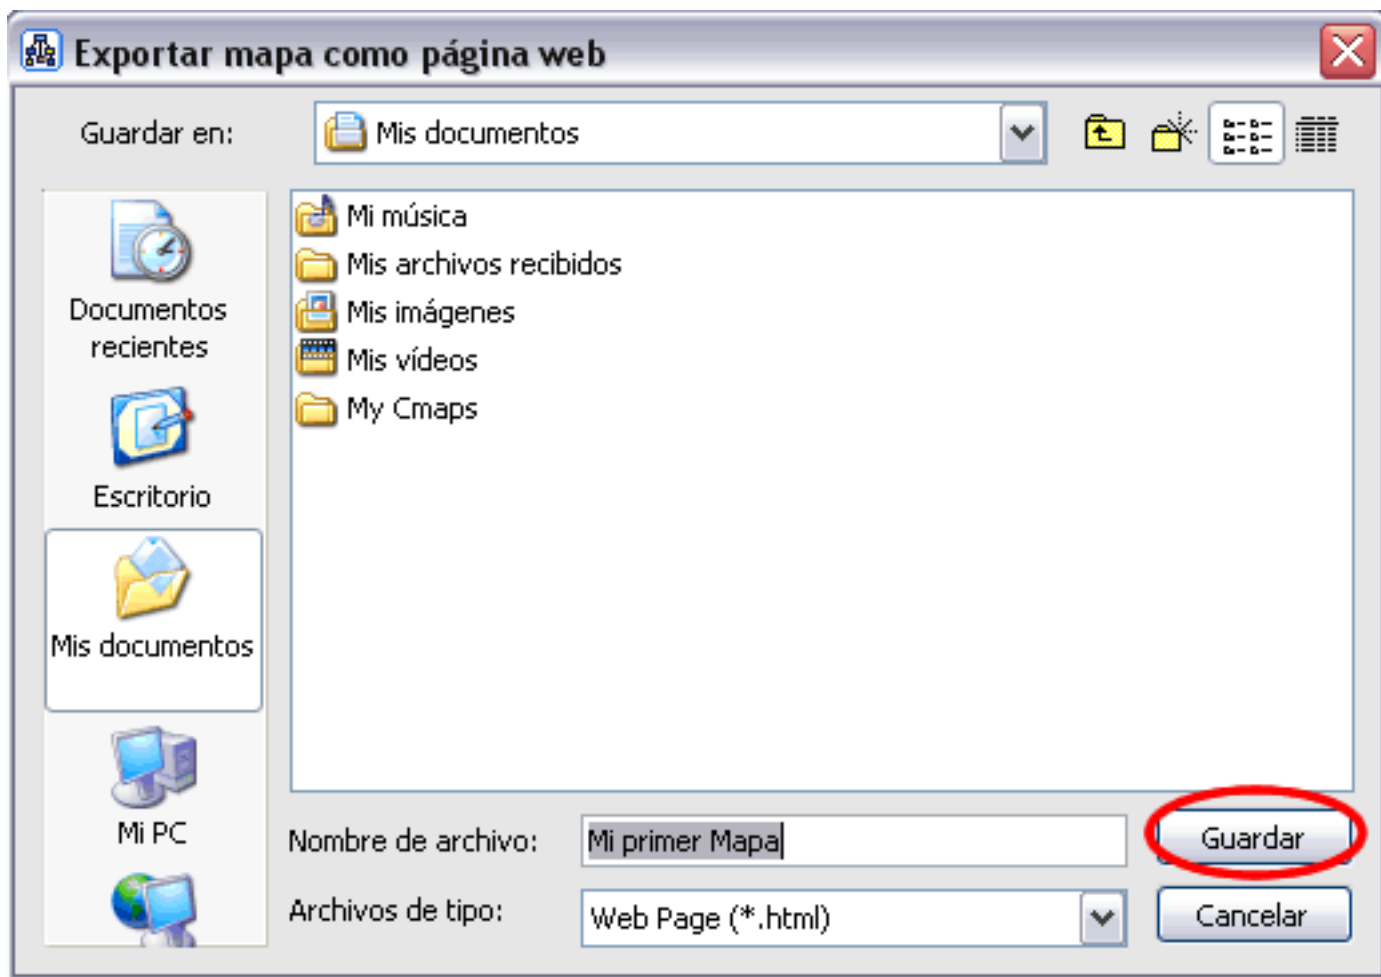 Exportar mapa como página web
Guardar en:
Mis documentos
Documentos
recientes
Escritorio
Mis documentos
Mi PC
Mi música
Mis archivos recibidos
Mis imágenes
Mis vídeos
My Cmaps
Nombre de archivo:
Mi primer Mapa
Guardar
Archivos de tipo:
Web Page (*.html)
Cancelar